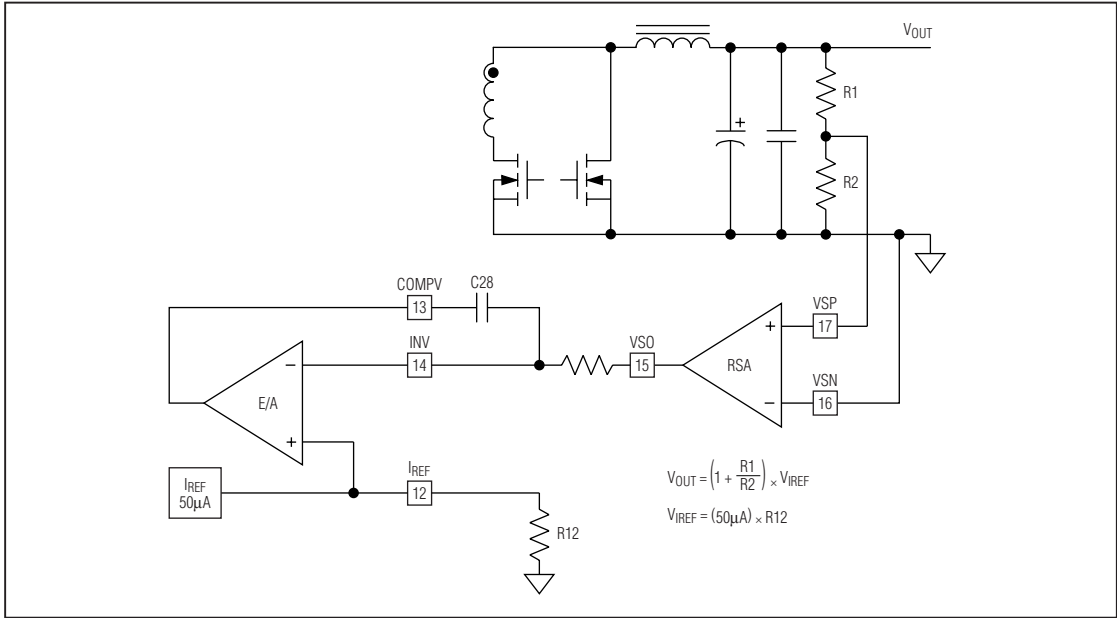 VOUT
R1
R2
COMPV
C28
13
INV
14
VSO
15
VSP
17
VSN
16
RSA
+
−
E/A
−
+
IREF
50µA
IREF
12
R12
VOUT = (1 + R1/R2) × VIREF
VIREF = (50µA) × R12
+